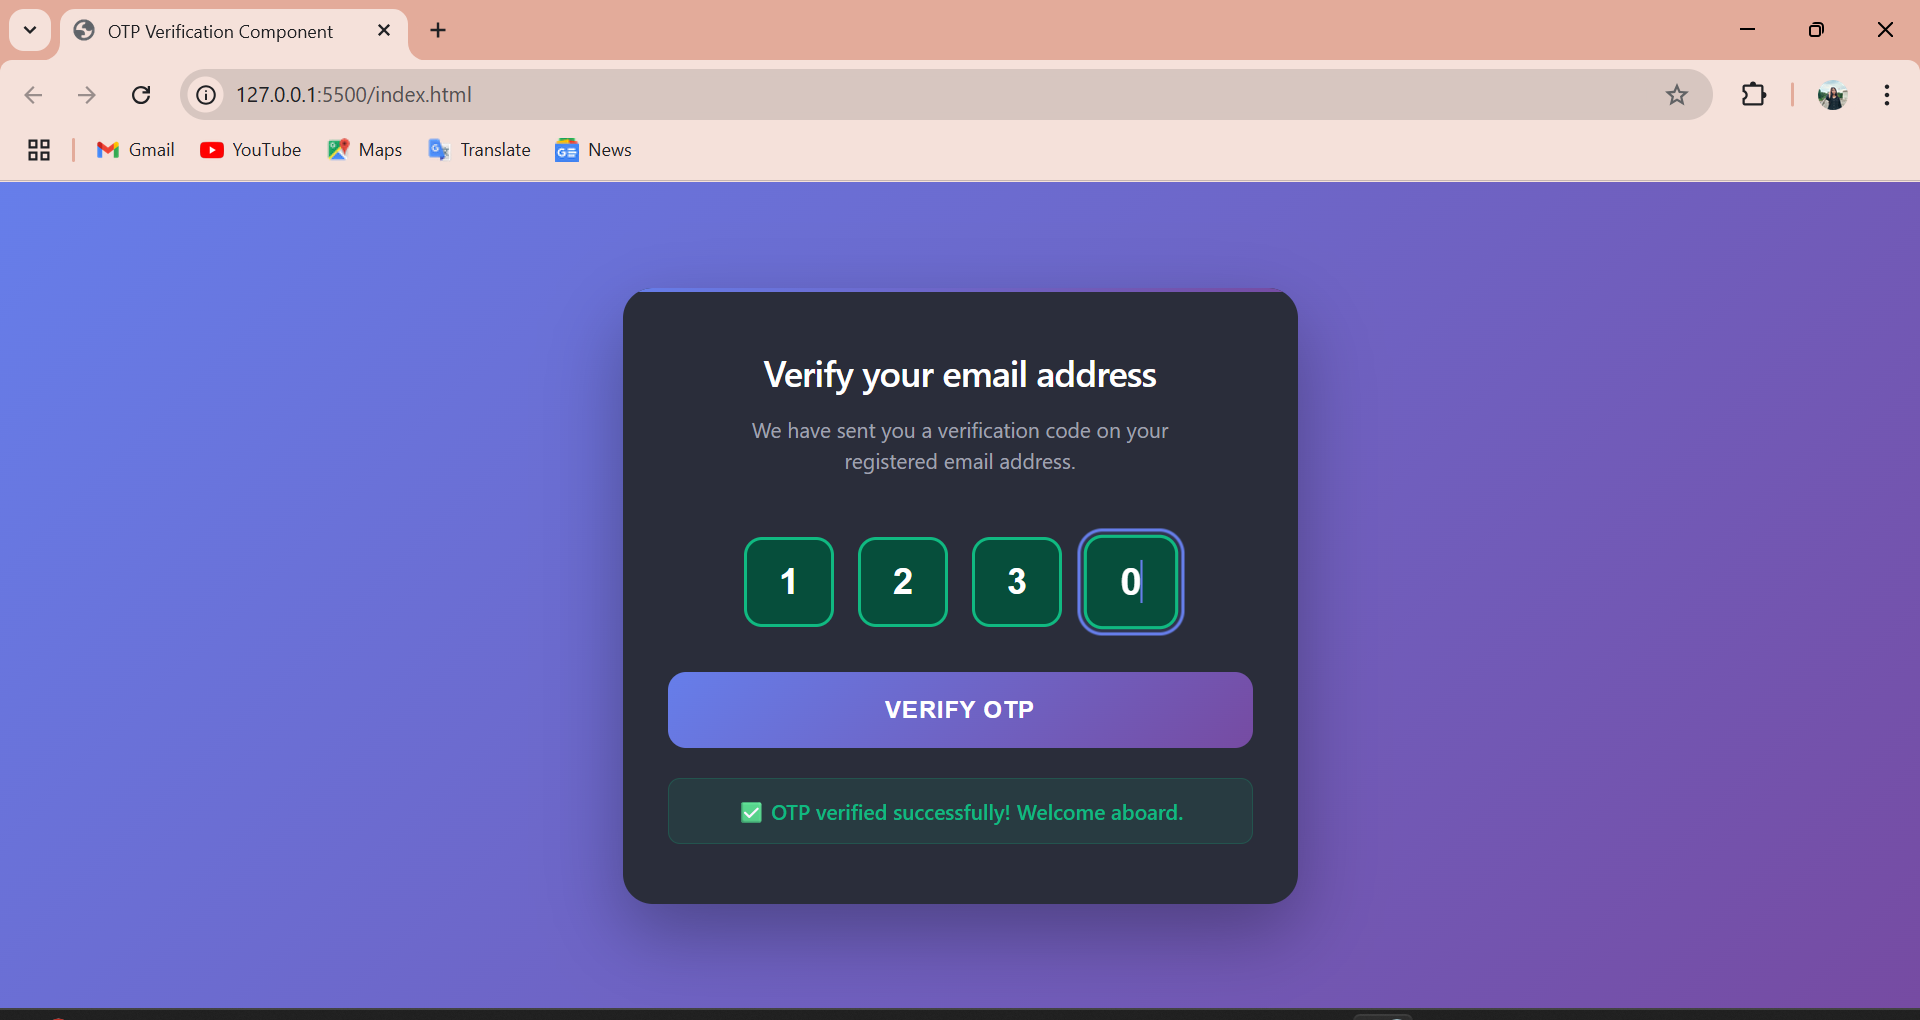 OTP Verification Component
127.0.0.1:5500/index.html
Gmail
YouTube
Maps
Translate
News
Verify your email address
We have sent you a verification code on your
registered email address.
1 2 3 0
VERIFY OTP
✅ OTP verified successfully! Welcome aboard.